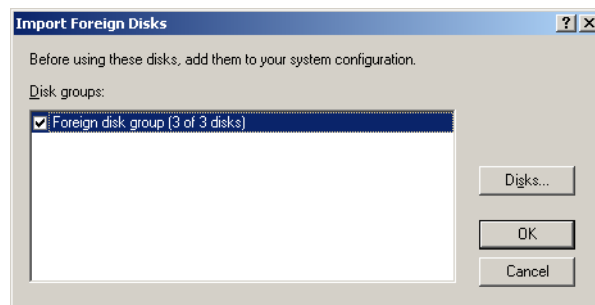 Import Foreign Disks
Before using these disks, add them to your system configuration.
Disk groups:
Foreign disk group (3 of 3 disks)
Disks...
OK
Cancel